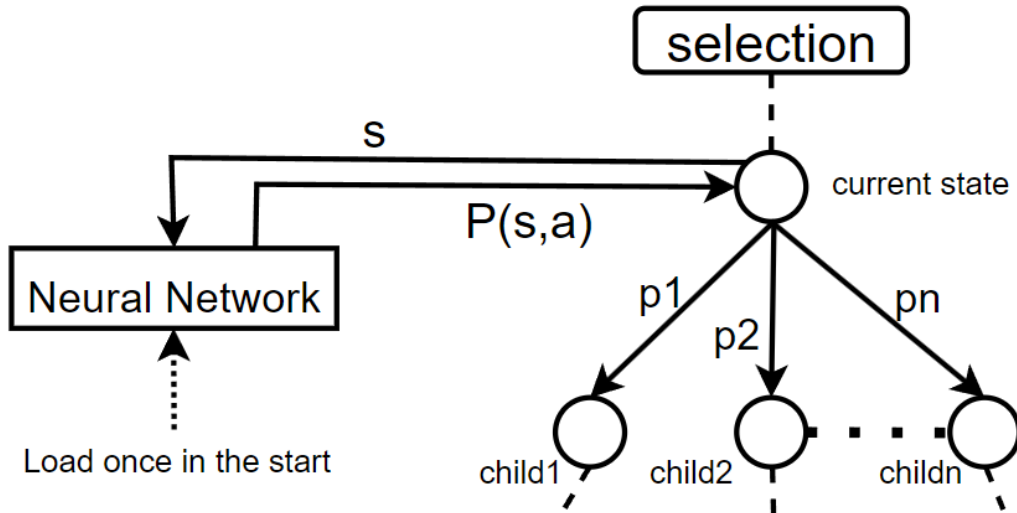 selection
s
current state
P(s,a)
Neural Network
p1
p2
pn
Load once in the start
child1
child2
childn